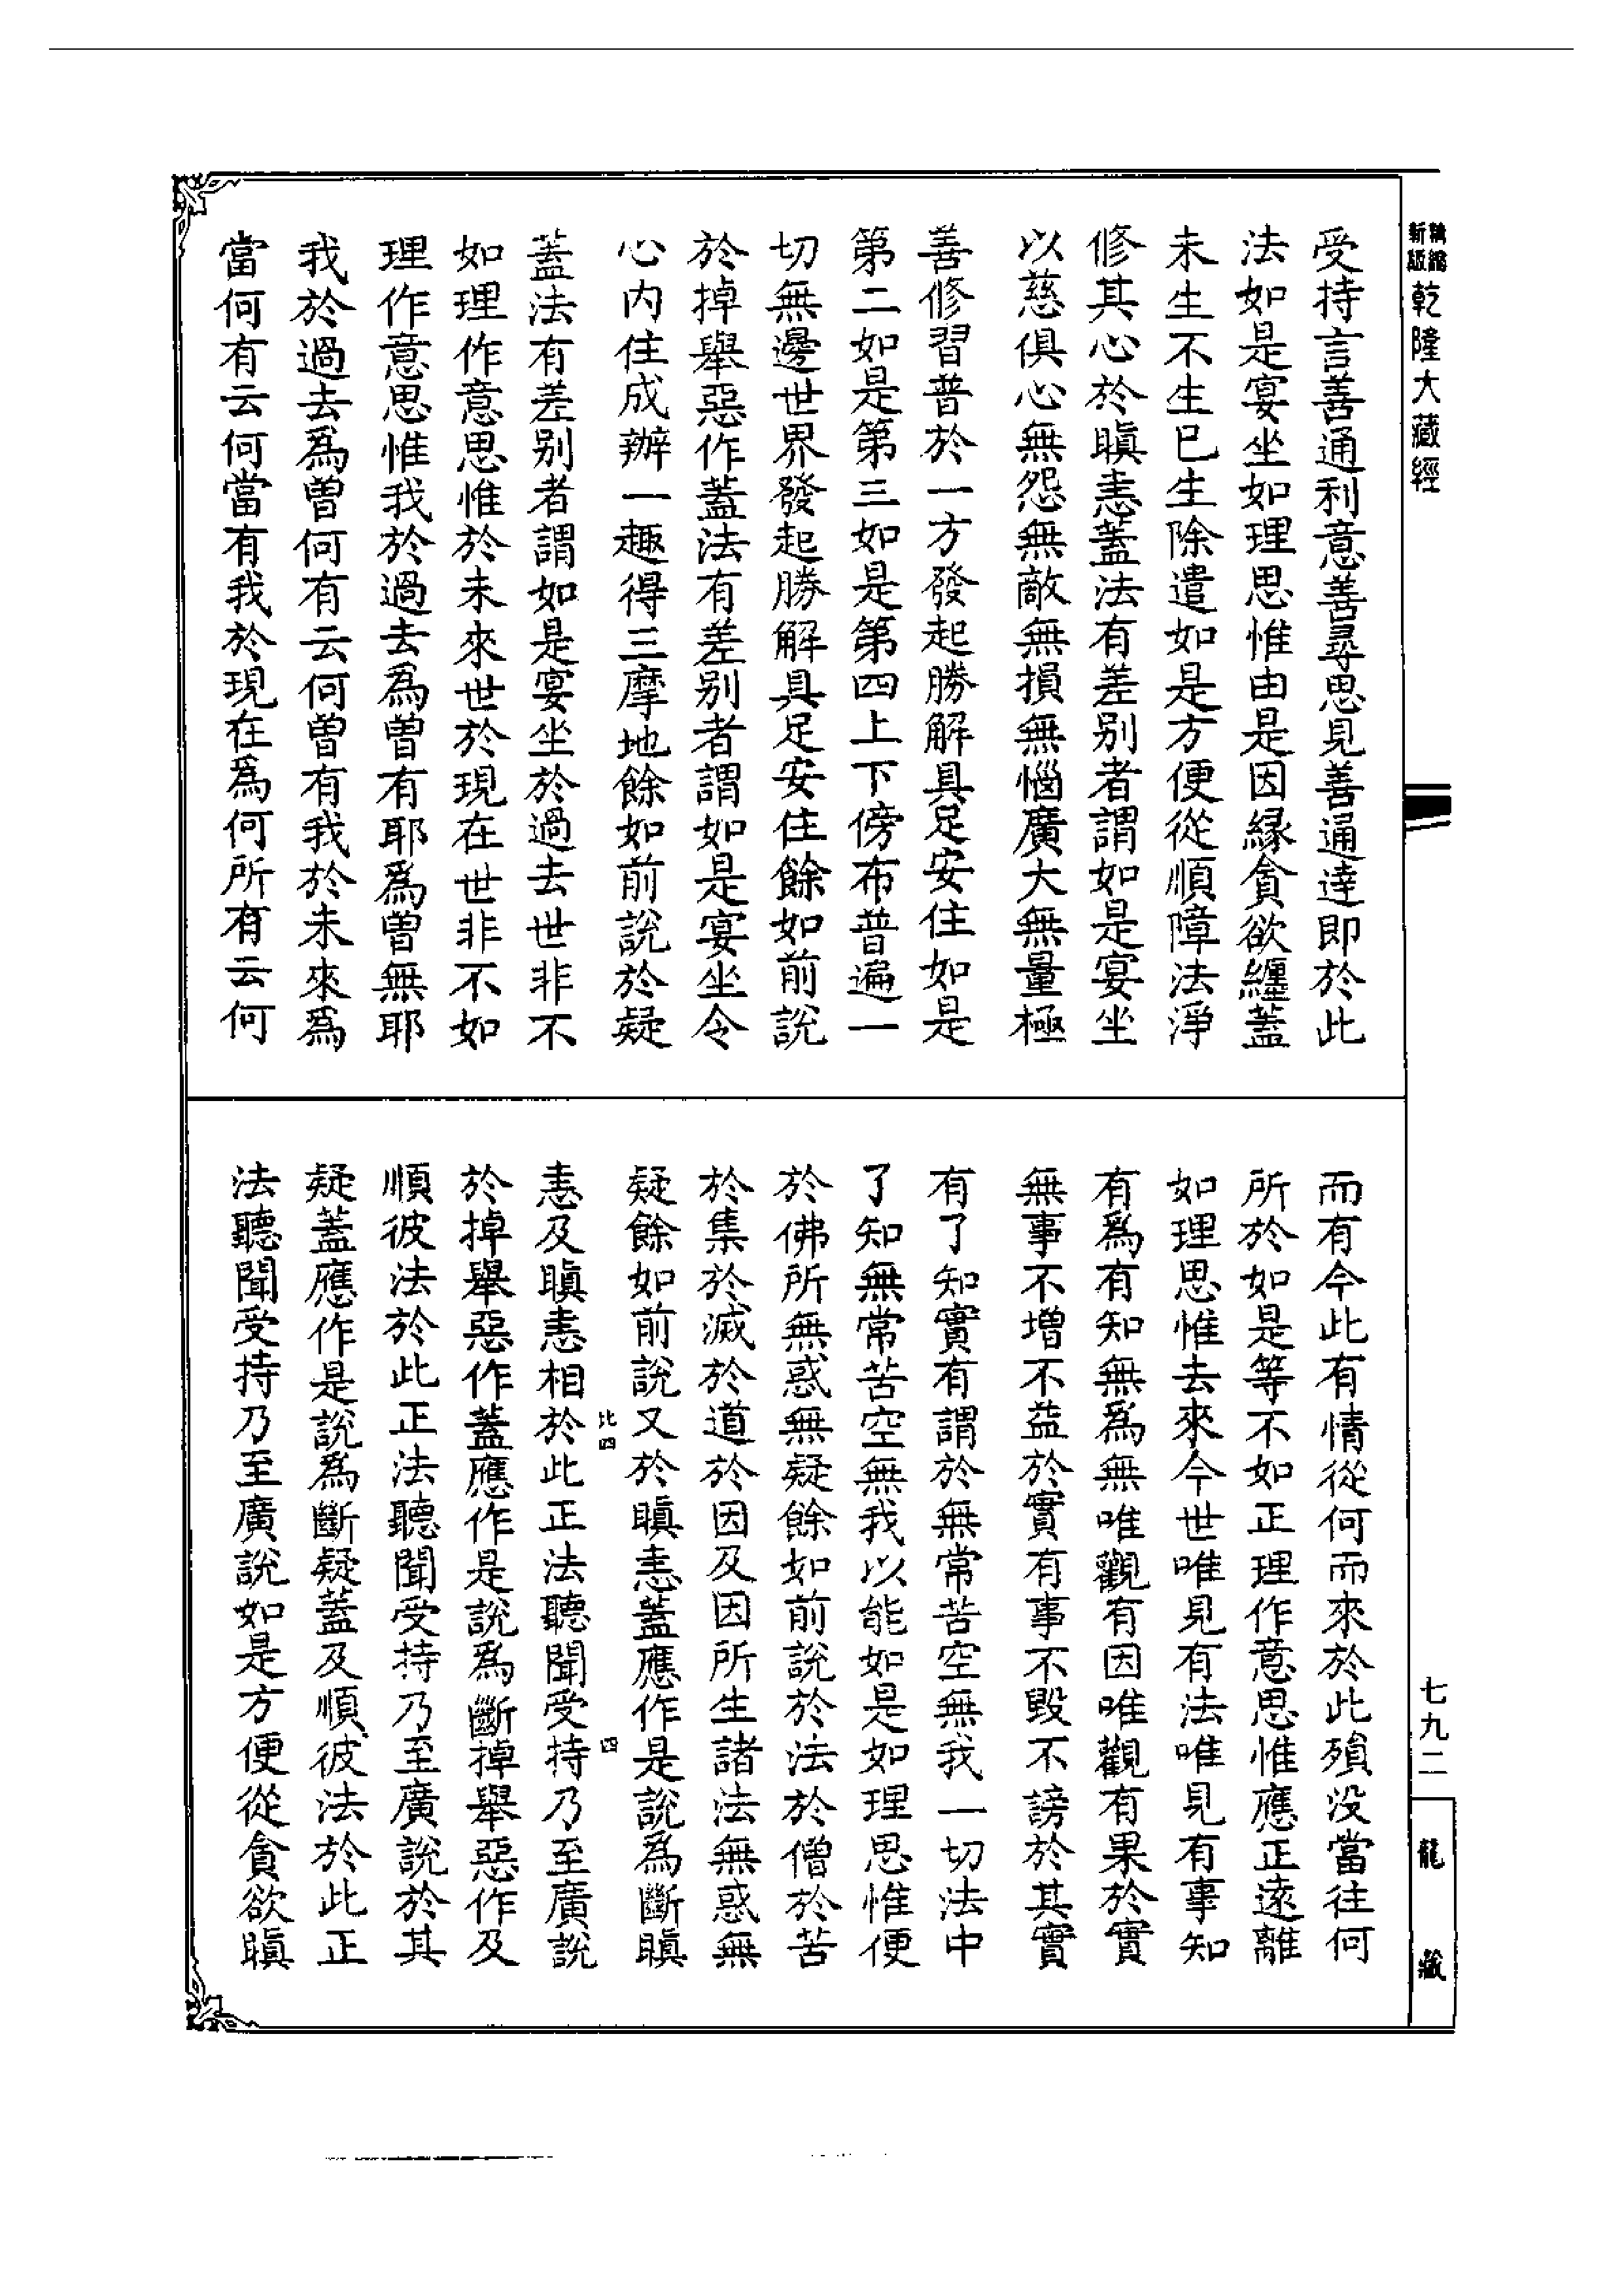 新編縮版乾隆大藏經
受持言善通利意善尋思見善通達即於此
法如是宴坐如理思惟由是因緣貪欲纏蓋
未生不生已生除遣如是方便從順障法淨
修其心於瞋恚蓋法有差别者謂如是宴坐
以慈俱心無怨無敵無損無惱廣大無量極
善修習普於一方發起勝解具足安住如是
第二如是第三如是第四上下傍布普遍一
切無邊世界發起勝解具足安住餘如前說
於掉舉惡作蓋法有差别者謂如是宴坐令
心内住成辦一趣得三摩地餘如前說於疑
蓋法有差别者謂如是宴坐於過去世非不
如理作意思惟於未來世於現在世非不如
理作意思惟我於過去為曽有耶為曽無耶
我於過去為曽何有云何曽有我於未來為
當何有云何當有我於現在為何所有云何
而有今此有情從何而來於此殞没當往何
所於如是等不如正理作意思惟應正遠離
如理思惟去來今世唯見有法唯見有事知
有為有知無為無唯觀有因唯觀有果於實
無事不增不益於實有事不毀不謗於其實
有了知實有謂於無常苦空無我一切法中
了知無常苦空無我以能如是如理思惟便
於佛所無惑無疑餘如前說於法於僧於苦
於集於滅於道於因及因所生諸法無惑無
疑餘如前說又於瞋恚蓋應作是說為斷瞋
恚及瞋恚相於此正法聽聞受持乃至廣說
於掉舉惡作蓋應作是說為斷掉舉惡作及
順彼法於此正法聽聞受持乃至廣說於其
疑蓋應作是說為斷疑蓋及順彼法於此正
法聽聞受持乃至廣說如是方便從貪欲瞋
七九二
龍藏